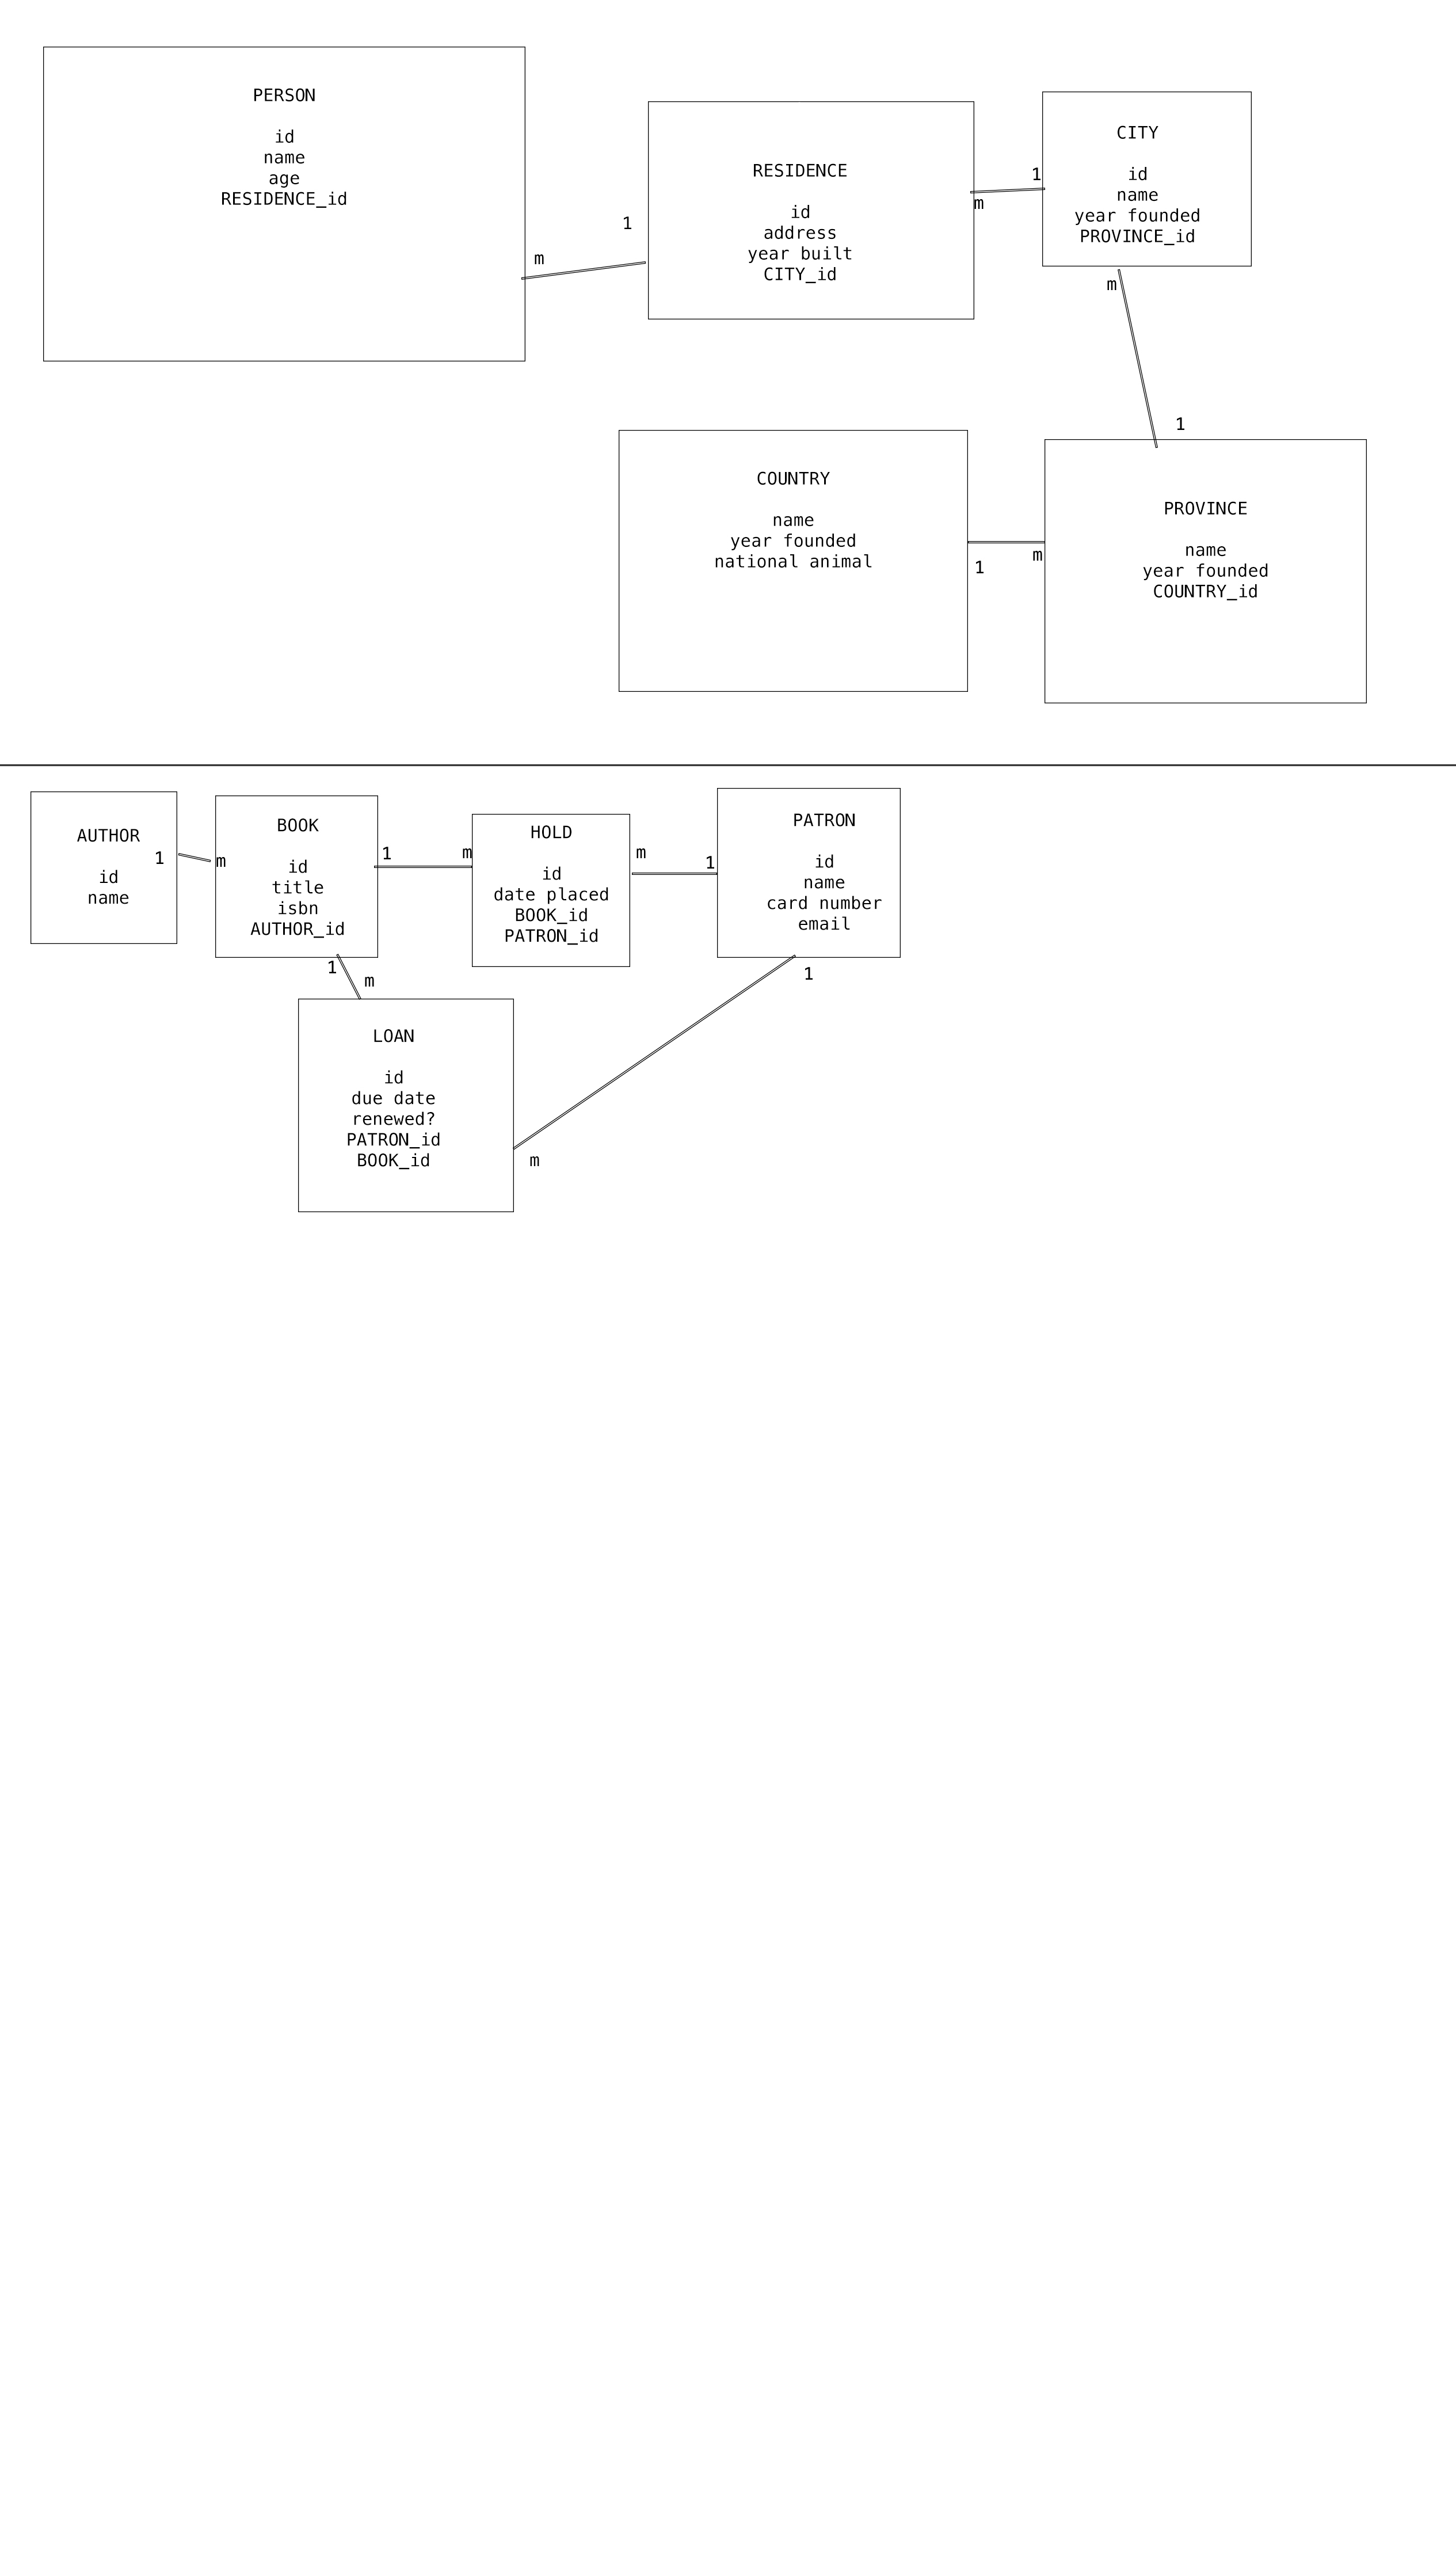 PERSON
id
name
age
RESIDENCE_id
m
1
RESIDENCE
id
address
year built
CITY_id
m
1
CITY
id
name
year founded
PROVINCE_id
m
1
COUNTRY
name
year founded
national animal
1
m
PROVINCE
name
year founded
COUNTRY_id
AUTHOR
id
name
1
m
BOOK
id
title
isbn
AUTHOR_id
1
m
HOLD
id
date placed
BOOK_id
PATRON_id
m
1
PATRON
id
name
card number
email
1
m
1
LOAN
id
due date
renewed?
PATRON_id
BOOK_id
m